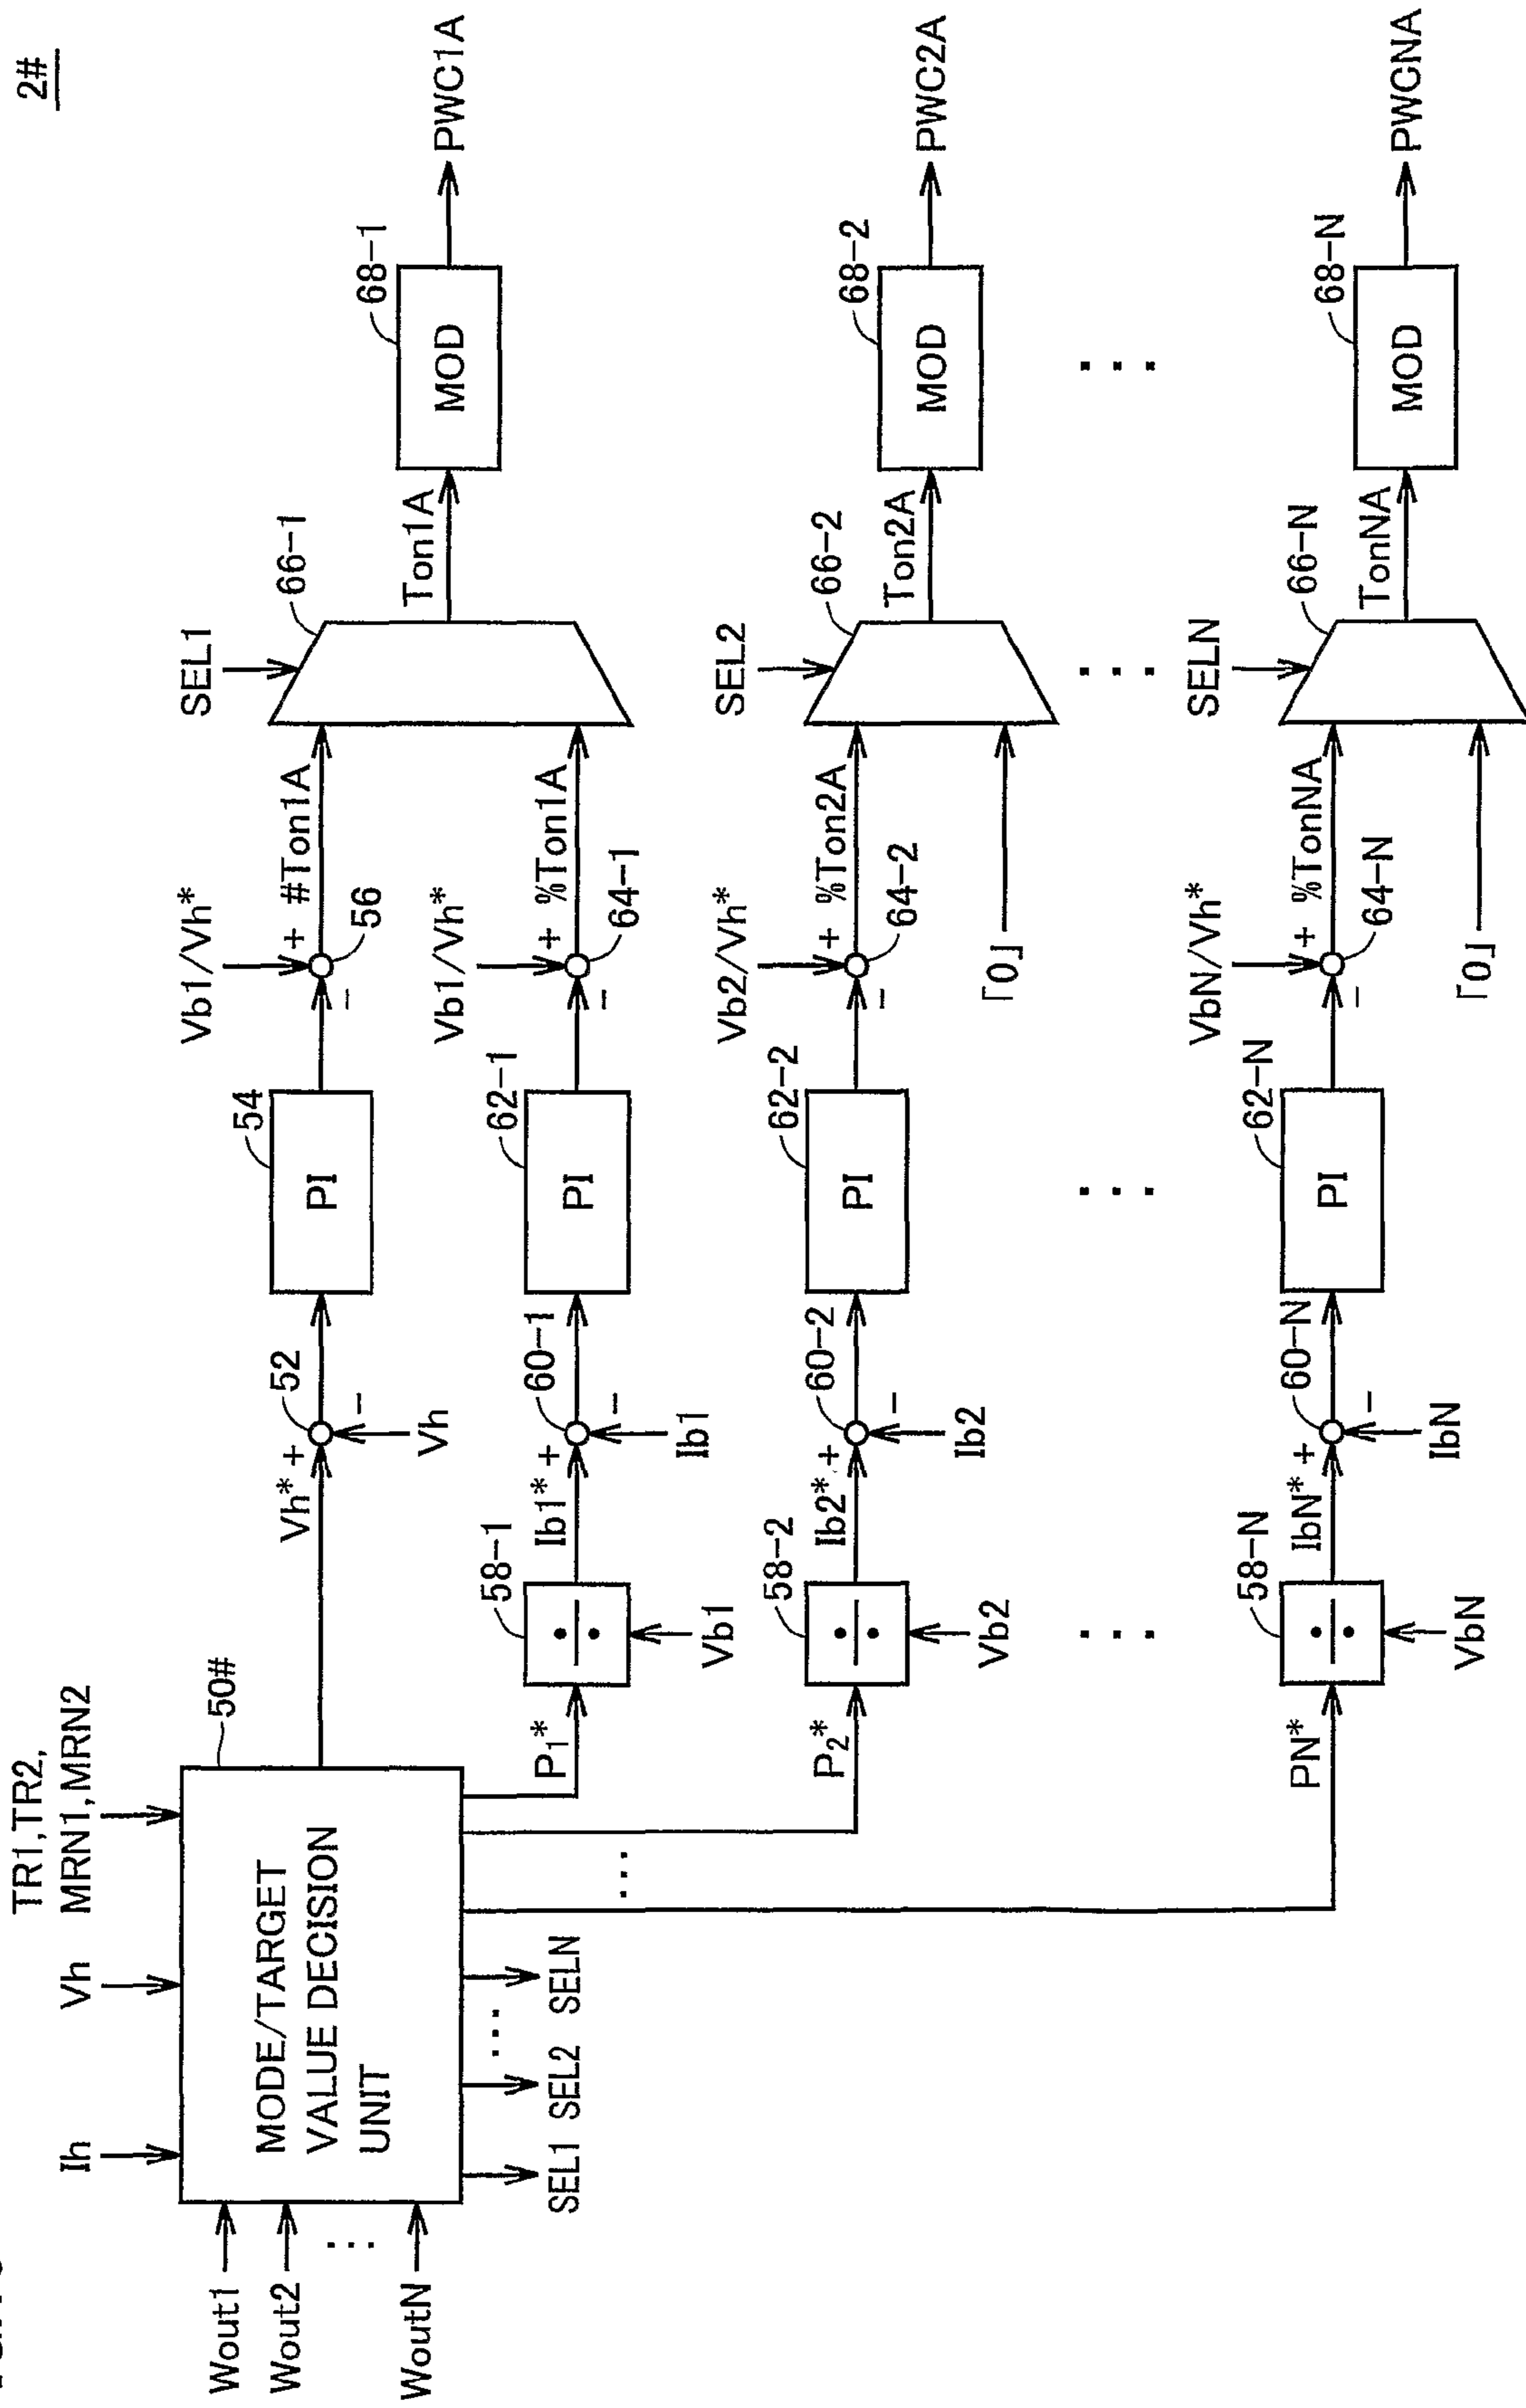 2#
TR1,TR2,
MRN1,MRN2
Vh
Ih
50#
MODE/TARGET
VALUE DECISION
UNIT
Wout1
Wout2
...
WoutN
SEL1 SEL2 ... SELN
Vh*
+
52
−
Vh
54
PI
Vb1/Vh*
+
−
56
#Ton1A
SEL1
66-1
Ton1A
68-1
MOD
PWC1A
P1*
58-1
÷
Vb1
Ib1*
+
60-1
−
Ib1
62-1
PI
Vb1/Vh*
+
−
64-1
%Ton1A
...
P2*
58-2
÷
Vb2
Ib2*
+
60-2
−
Ib2
62-2
PI
Vb2/Vh*
+
−
64-2
%Ton2A
「0」
SEL2
66-2
Ton2A
68-2
MOD
PWC2A
...
...
...
...
PN*
58-N
÷
VbN
IbN*
+
60-N
−
IbN
62-N
PI
VbN/Vh*
+
−
64-N
%TonNA
「0」
SELN
66-N
TonNA
68-N
MOD
PWCNA